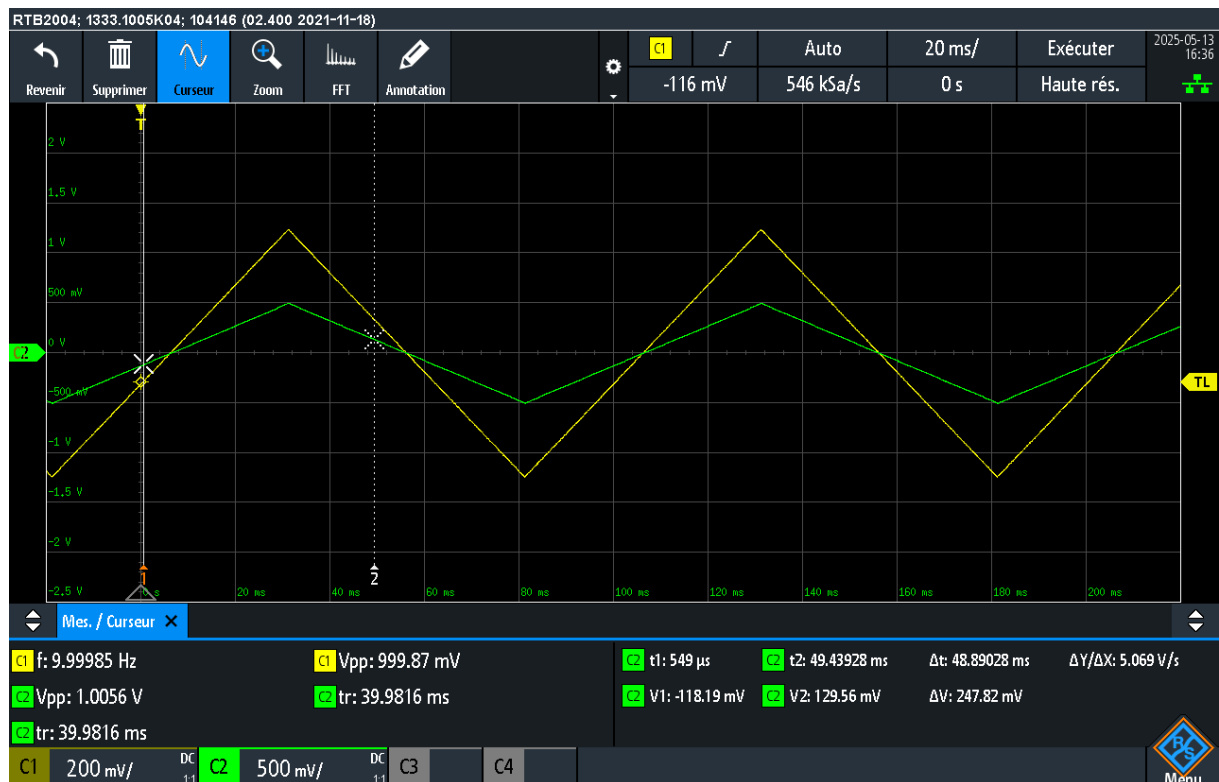 RTB2004; 1333.1005K04; 104146 (02.400 2021-11-18)
Revenir
Supprimer
Curseur
Zoom
FFT
Annotation
C1
Auto
20 ms/
Exécuter
2025-05-13
16:36
-116 mV
546 kSa/s
0 s
Haute rés.
T
2 V
1.5 V
1 V
500 mV
0 V
-500 mV
-1 V
-1.5 V
-2 V
-2.5 V
C2
TL
1
2
0 s
20 ms
40 ms
60 ms
80 ms
100 ms
120 ms
140 ms
160 ms
180 ms
200 ms
Mes. / Curseur ✕
C1 f: 9.99985 Hz
C1 Vpp: 999.87 mV
C2 Vpp: 1.0056 V
C2 tr: 39.9816 ms
C2 tr: 39.9816 ms
C2 t1: 549 µs
C2 t2: 49.43928 ms
Δt: 48.89028 ms
ΔY/ΔX: 5.069 V/s
C2 V1: -118.19 mV
C2 V2: 129.56 mV
ΔV: 247.82 mV
C1 200 mV/ DC 1:1
C2 500 mV/ DC 1:1
C3
C4
R&S
Menu